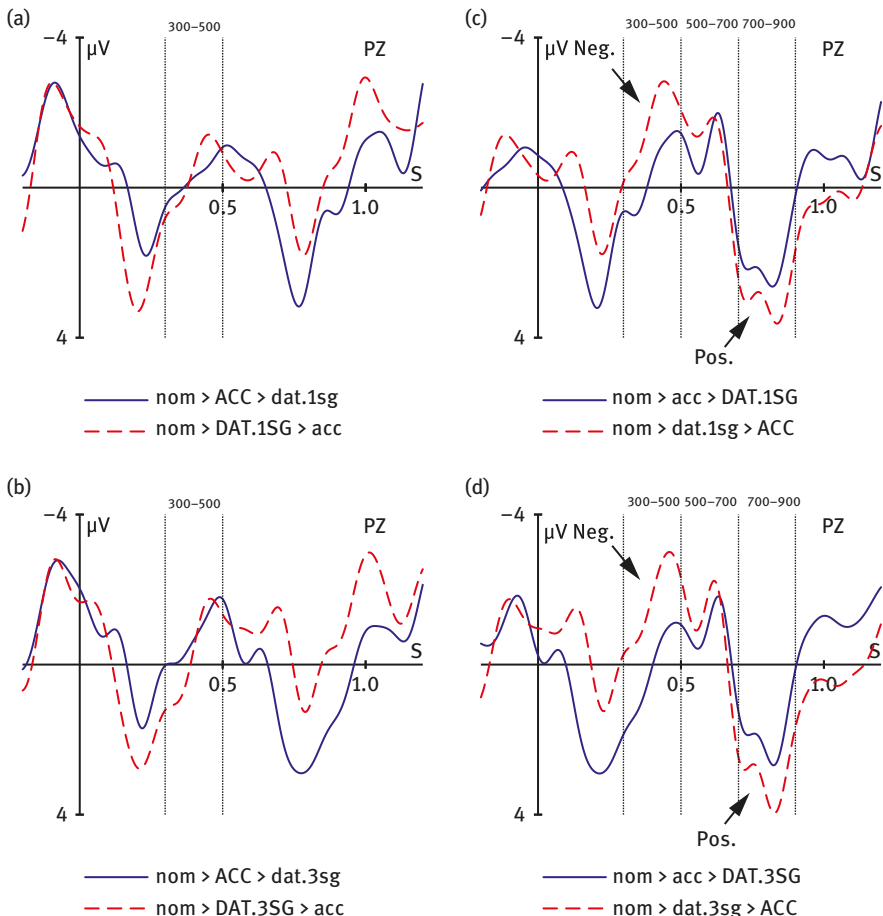 (a)
300–500
−4
μV
PZ
S
0.5
1.0
4
nom > ACC > dat.1sg
nom > DAT.1SG > acc
(c)
300–500 500–700 700–900
−4
μV Neg.
PZ
S
0.5
1.0
4
Pos.
nom > acc > DAT.1SG
nom > dat.1sg > ACC
(b)
300–500
−4
μV
PZ
S
0.5
1.0
4
nom > ACC > dat.3sg
nom > DAT.3SG > acc
(d)
300–500 500–700 700–900
−4
μV Neg.
PZ
S
0.5
1.0
4
Pos.
nom > acc > DAT.3SG
nom > dat.3sg > ACC